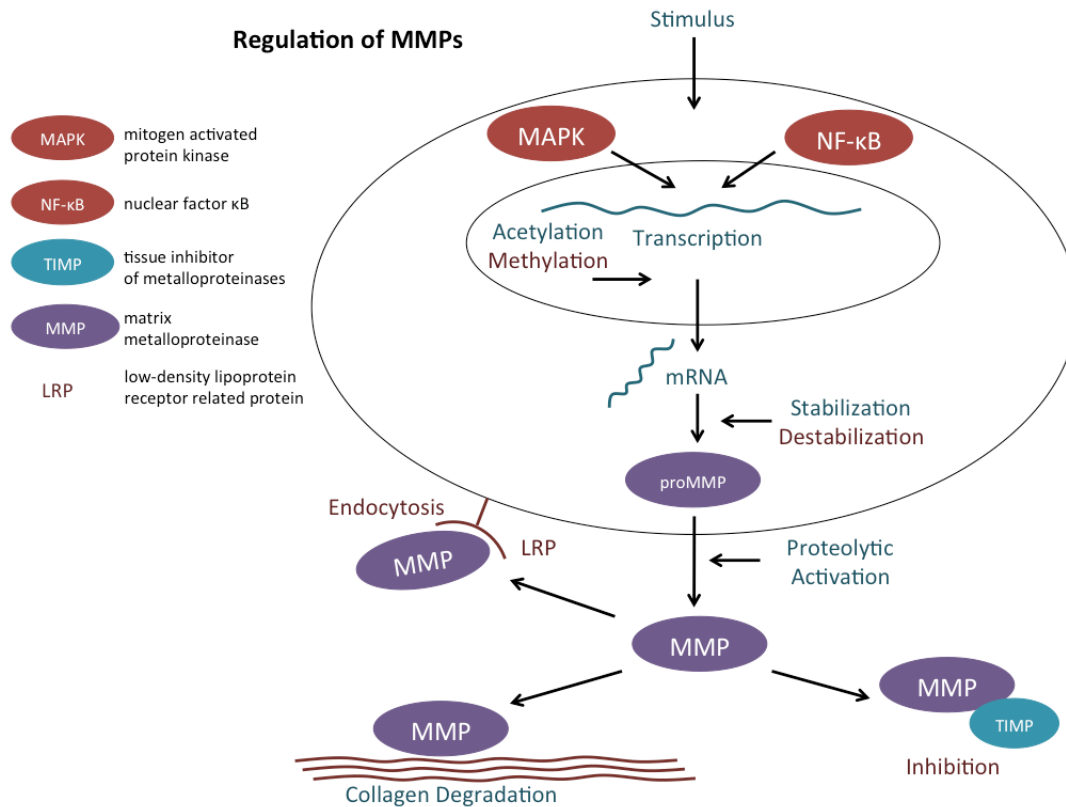 Regulation of MMPs
MAPK
mitogen activated
protein kinase
NF-κB
nuclear factor κB
TIMP
tissue inhibitor
of metalloproteinases
MMP
matrix
metalloproteinase
LRP
low-density lipoprotein
receptor related protein
Stimulus
MAPK
NF-κB
Acetylation
Methylation
Transcription
mRNA
Stabilization
Destabilization
proMMP
Endocytosis
LRP
MMP
Proteolytic
Activation
MMP
MMP
TIMP
Inhibition
MMP
Collagen Degradation